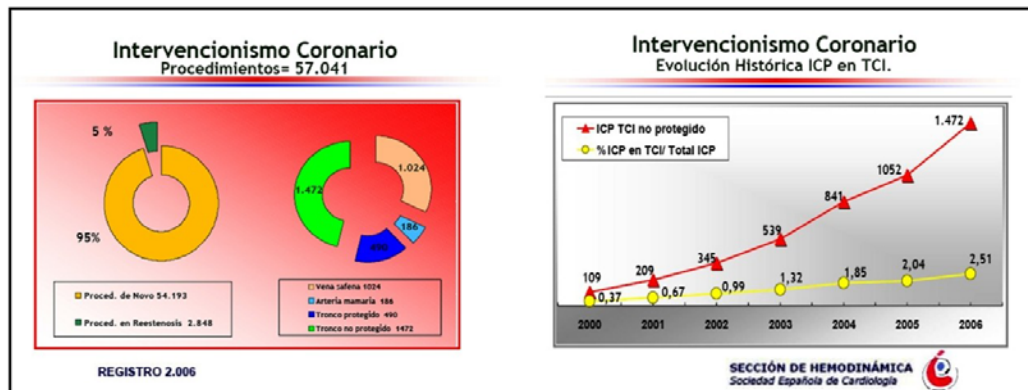 Intervencionismo Coronario
Procedimientos= 57.041
5 %
95%
1.024
1.472
186
490
Proced. de Novo 54.193
Proced. en Reestenosis 2.848
Vena safena 1024
Arteria mamaria 186
Tronco protegido 490
Tronco no protegido 1472
REGISTRO 2.006
Intervencionismo Coronario
Evolución Histórica ICP en TCI.
ICP TCI no protegido
%ICP en TCI/ Total ICP
1.472
1052
841
539
345
209
109
0,37
0,67
0,99
1,32
1,85
2,04
2,51
2000 2001 2002 2003 2004 2005 2006
SECCIÓN DE HEMODINÁMICA
Sociedad Española de Cardiología